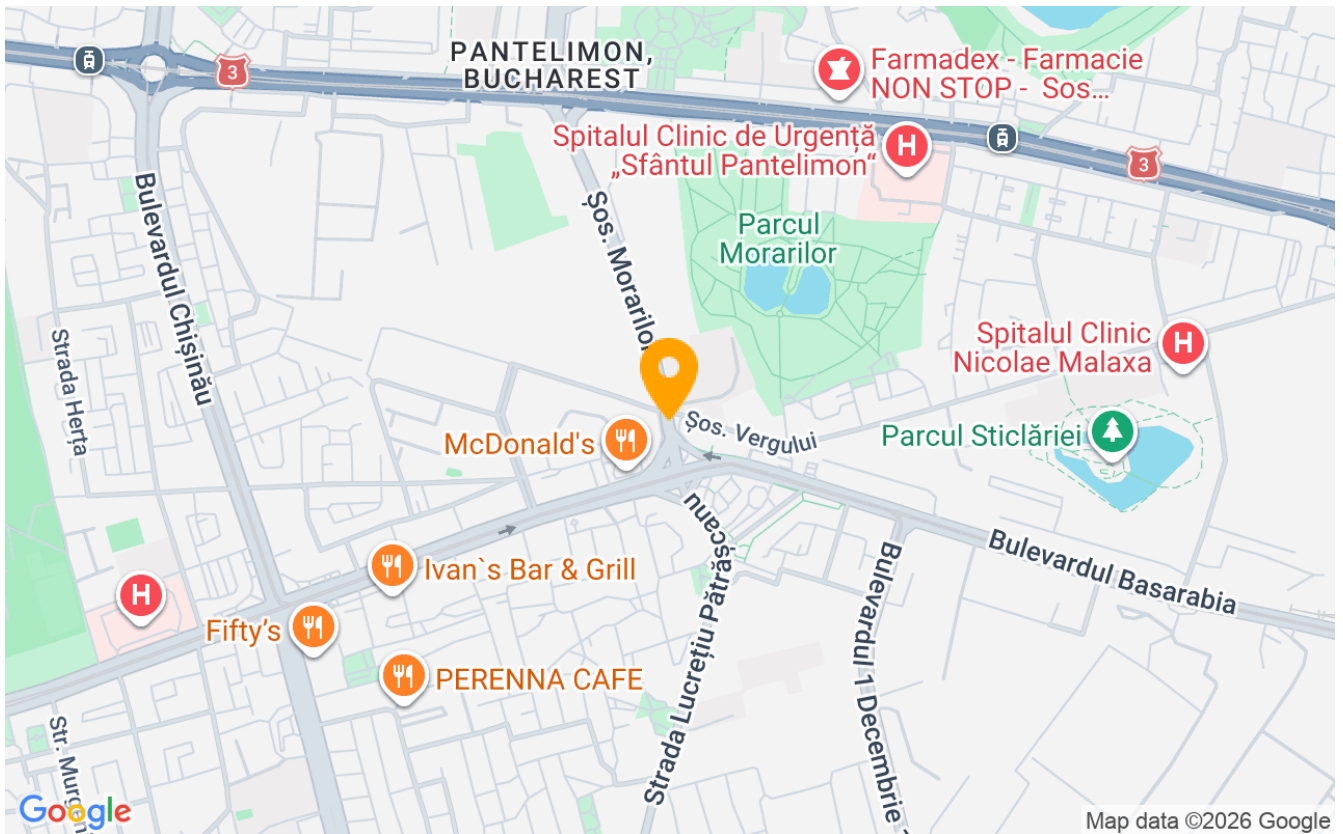 PANTELIMON,
BUCHAREST
3
Farmadex - Farmacie
NON STOP - Sos...
Spitalul Clinic de Urgență
„Sfântul Pantelimon“
H
3
Bulevardul Chișinău
Șos. Morarilor
Parcul
Morarilor
Strada Herța
Spitalul Clinic
Nicolae Malaxa
H
McDonald's
Șos. Vergului
Parcul Sticlăriei
Ivan`s Bar & Grill
Bulevardul Basarabia
H
Fifty’s
PERENNA CAFE
Strada Lucrețiu Pătrășcanu
Bulevardul 1 Decembrie
Str. Murg
Google
Map data ©2026 Google